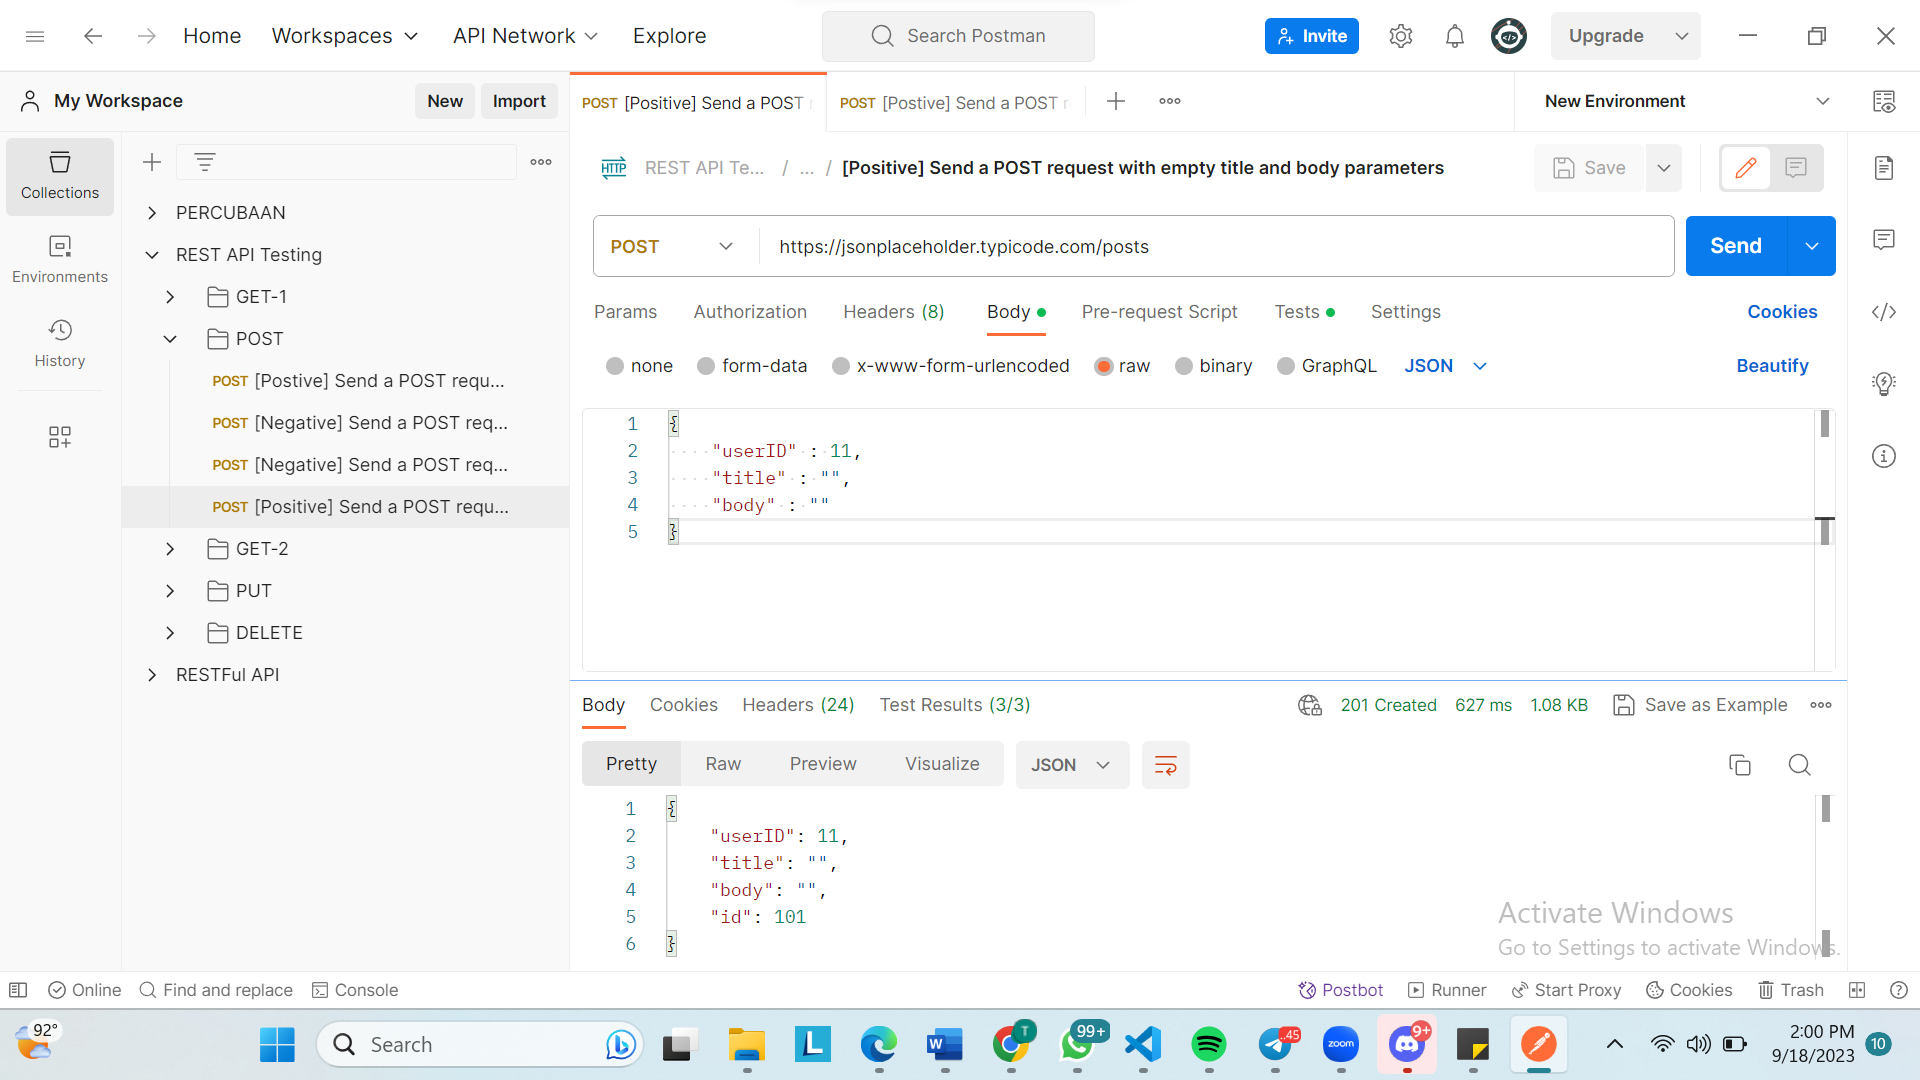 Home Workspaces API Network Explore Search Postman Invite Upgrade
My Workspace New Import POST [Positive] Send a POST POST [Postive] Send a POST r New Environment
Collections
Environments
History
PERCUBAAN
REST API Testing
GET-1
POST
POST [Postive] Send a POST requ...
POST [Negative] Send a POST req...
POST [Negative] Send a POST req...
POST [Positive] Send a POST requ...
GET-2
PUT
DELETE
RESTFul API
HTTP REST API Te... / ... / [Positive] Send a POST request with empty title and body parameters Save
POST https://jsonplaceholder.typicode.com/posts Send
Params Authorization Headers (8) Body Pre-request Script Tests Settings Cookies
none form-data x-www-form-urlencoded raw binary GraphQL JSON Beautify
1 {
2 "userID" : 11,
3 "title" : "",
4 "body" : ""
5 }
Body Cookies Headers (24) Test Results (3/3) 201 Created 627 ms 1.08 KB Save as Example
Pretty Raw Preview Visualize JSON
1 {
2 "userID": 11,
3 "title": "",
4 "body": "",
5 "id": 101
6 }
Activate Windows
Go to Settings to activate Windows.
Online Find and replace Console Postbot Runner Start Proxy Cookies Trash
92° Search T 99+ .45 zoom 9+ 2:00 PM
9/18/2023 10